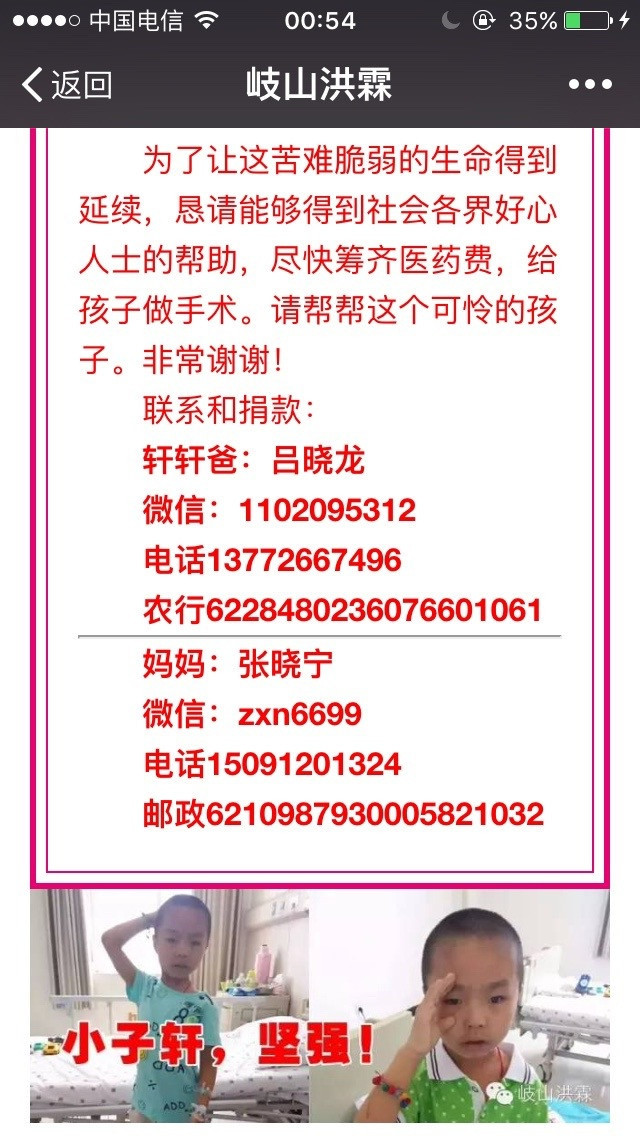 中国电信 00:54 35%
返回 岐山洪霖
为了让这苦难脆弱的生命得到
延续，恳请能够得到社会各界好心
人士的帮助，尽快筹齐医药费，给
孩子做手术。请帮帮这个可怜的孩
子。非常谢谢！
联系和捐款：
轩轩爸：吕晓龙
微信：1102095312
电话13772667496
农行6228480236076601061
妈妈：张晓宁
微信：zxn6699
电话15091201324
邮政6210987930005821032
小子轩，坚强！
ADD
岐山洪霖